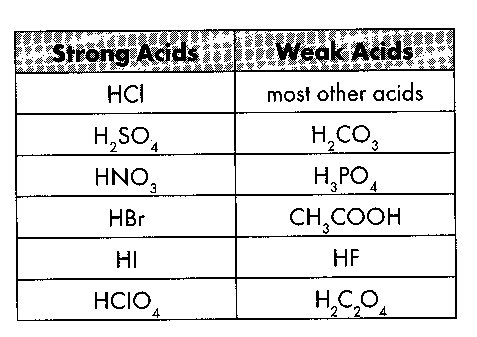 Strong Acids Weak Acids
HCl most other acids
H₂SO₄ H₂CO₃
HNO₃ H₃PO₄
HBr CH₃COOH
HI HF
HClO₄ H₂C₂O₄